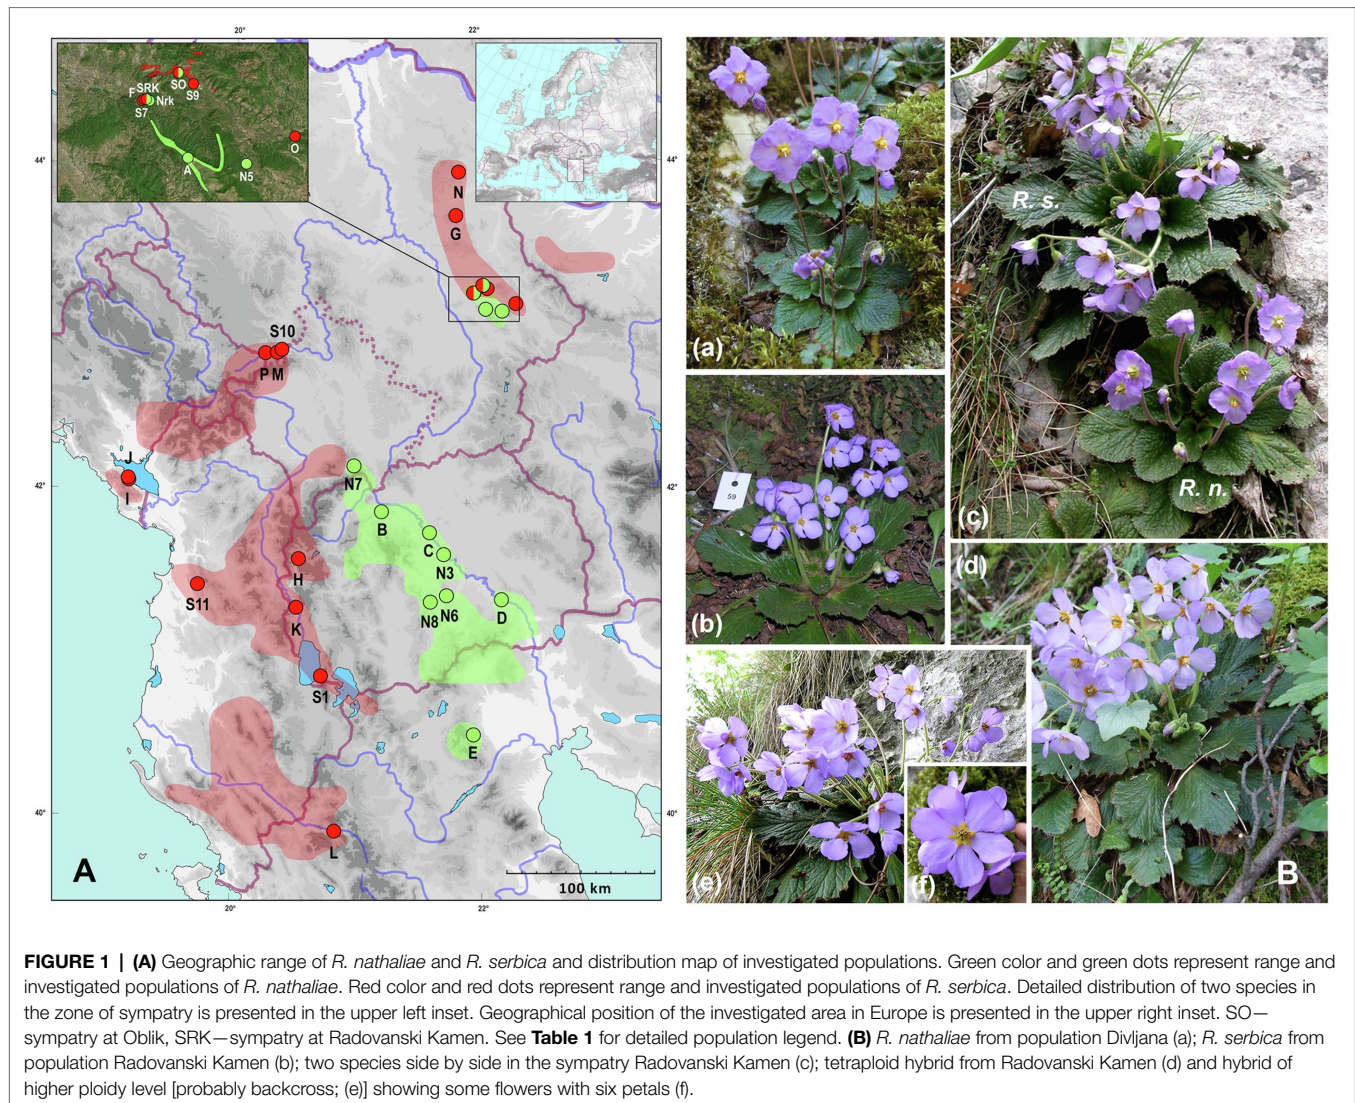 20°
22°
44°
44°
F
SRK
S7
Nrk
SO
S9
O
A
N5
N
G
S10
P M
J
I
42°
42°
N7
B
C
N3
N6
N8
D
H
S11
K
S1
E
L
40°
40°
A
100 km
20°
22°
(a)
(b)
59
R. s.
R. n.
(c)
(d)
(e)
(f)
B
FIGURE 1 | (A) Geographic range of R. nathaliae and R. serbica and distribution map of investigated populations. Green color and green dots represent range and
investigated populations of R. nathaliae. Red color and red dots represent range and investigated populations of R. serbica. Detailed distribution of two species in
the zone of sympatry is presented in the upper left inset. Geographical position of the investigated area in Europe is presented in the upper right inset. SO—
sympatry at Oblik, SRK—sympatry at Radovanski Kamen. See Table 1 for detailed population legend. (B) R. nathaliae from population Divljana (a); R. serbica from
population Radovanski Kamen (b); two species side by side in the sympatry Radovanski Kamen (c); tetraploid hybrid from Radovanski Kamen (d) and hybrid of
higher ploidy level [probably backcross; (e)] showing some flowers with six petals (f).